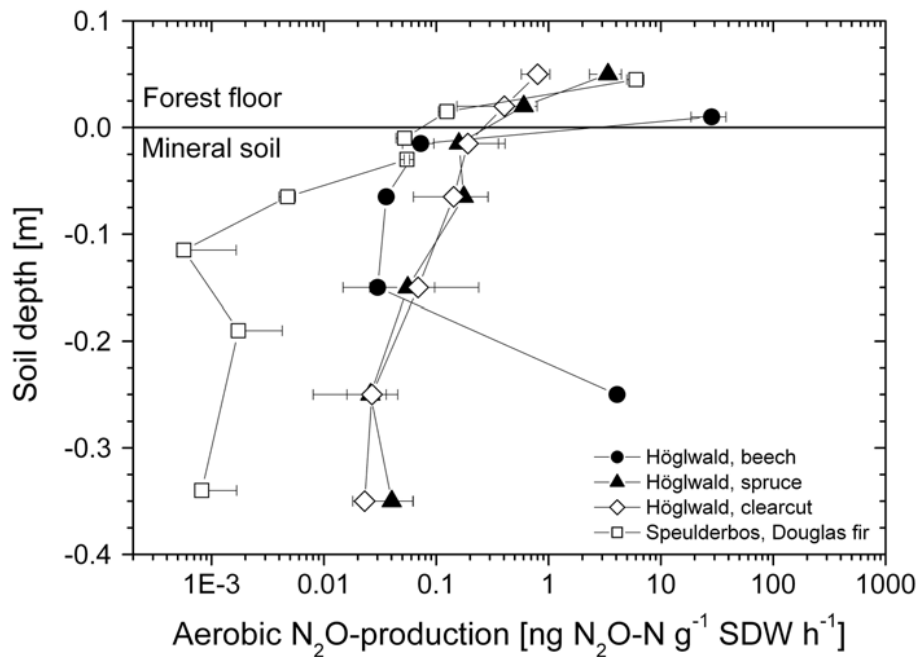 0.1
Forest floor
0.0
Mineral soil
-0.1
-0.2
-0.3
-0.4
Soil depth [m]
Höglwald, beech
Höglwald, spruce
Höglwald, clearcut
Speulderbos, Douglas fir
1E-3 0.01 0.1 1 10 100 1000
Aerobic N₂O-production [ng N₂O-N g⁻¹ SDW h⁻¹]